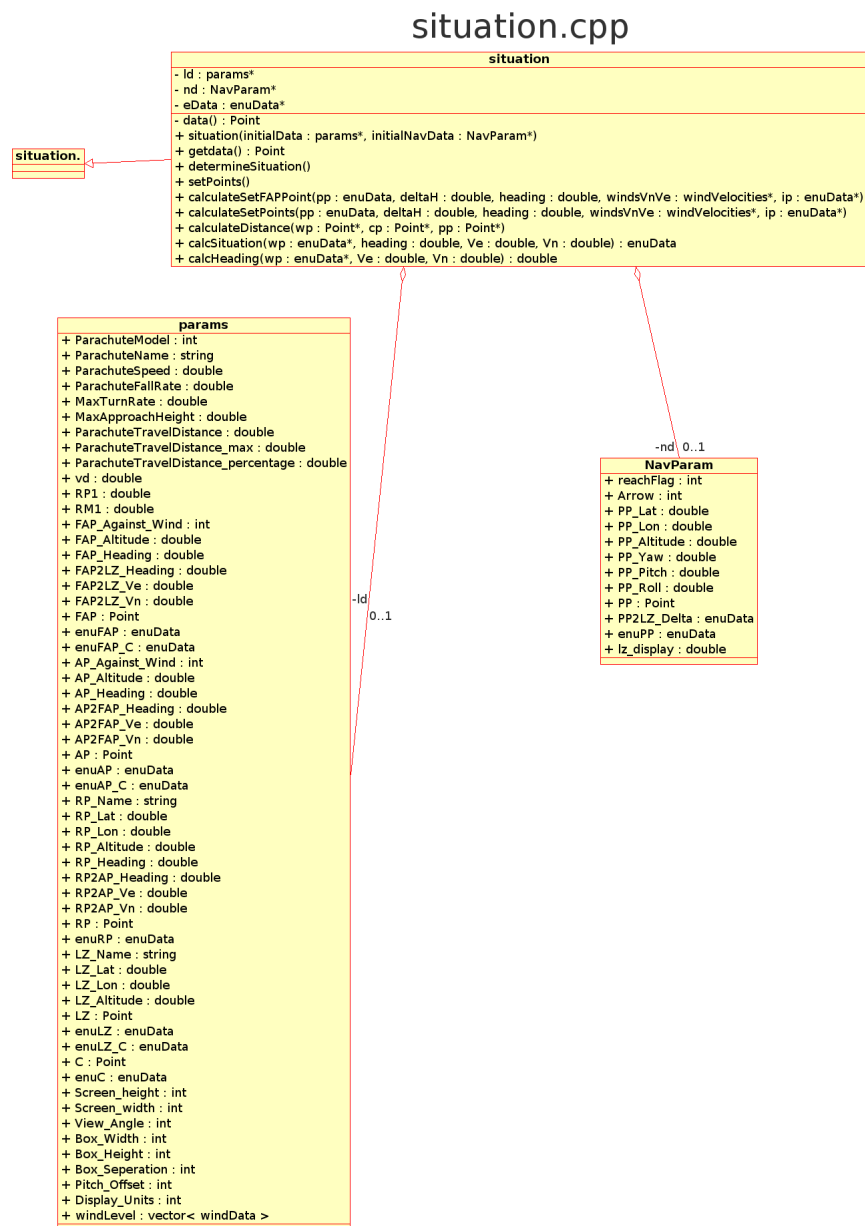 situation.cpp
situation
- ld : params*
- nd : NavParam*
- eData : enuData*
- data() : Point
+ situation(initialData : params*, initialNavData : NavParam*)
+ getdata() : Point
+ determineSituation()
+ setPoints()
+ calculateSetFAPPoint(pp : enuData, deltaH : double, heading : double, windsVnVe : windVelocities*, ip : enuData*)
+ calculateSetPoints(pp : enuData, deltaH : double, heading : double, windsVnVe : windVelocities*, ip : enuData*)
+ calculateDistance(wp : Point*, cp : Point*, pp : Point*)
+ calcSituation(wp : enuData*, heading : double, Ve : double, Vn : double) : enuData
+ calcHeading(wp : enuData*, Ve : double, Vn : double) : double
situation.
params
+ ParachuteModel : int
+ ParachuteName : string
+ ParachuteSpeed : double
+ ParachuteFallRate : double
+ MaxTurnRate : double
+ MaxApproachHeight : double
+ ParachuteTravelDistance : double
+ ParachuteTravelDistance_max : double
+ ParachuteTravelDistance_percentage : double
+ vd : double
+ RP1 : double
+ RM1 : double
+ FAP_Against_Wind : int
+ FAP_Altitude : double
+ FAP_Heading : double
+ FAP2LZ_Heading : double
+ FAP2LZ_Ve : double
+ FAP2LZ_Vn : double
+ FAP : Point
+ enuFAP : enuData
+ enuFAP_C : enuData
+ AP_Against_Wind : int
+ AP_Altitude : double
+ AP_Heading : double
+ AP2FAP_Heading : double
+ AP2FAP_Ve : double
+ AP2FAP_Vn : double
+ AP : Point
+ enuAP : enuData
+ enuAP_C : enuData
+ RP_Name : string
+ RP_Lat : double
+ RP_Lon : double
+ RP_Altitude : double
+ RP_Heading : double
+ RP2AP_Heading : double
+ RP2AP_Ve : double
+ RP2AP_Vn : double
+ RP : Point
+ enuRP : enuData
+ LZ_Name : string
+ LZ_Lat : double
+ LZ_Lon : double
+ LZ_Altitude : double
+ LZ : Point
+ enuLZ : enuData
+ enuLZ_C : enuData
+ C : Point
+ enuC : enuData
+ Screen_height : int
+ Screen_width : int
+ View_Angle : int
+ Box_Width : int
+ Box_Height : int
+ Box_Seperation : int
+ Pitch_Offset : int
+ Display_Units : int
+ windLevel : vector< windData >
-ld
0..1
-nd 0..1
NavParam
+ reachFlag : int
+ Arrow : int
+ PP_Lat : double
+ PP_Lon : double
+ PP_Altitude : double
+ PP_Yaw : double
+ PP_Pitch : double
+ PP_Roll : double
+ PP : Point
+ PP2LZ_Delta : enuData
+ enuPP : enuData
+ lz_display : double